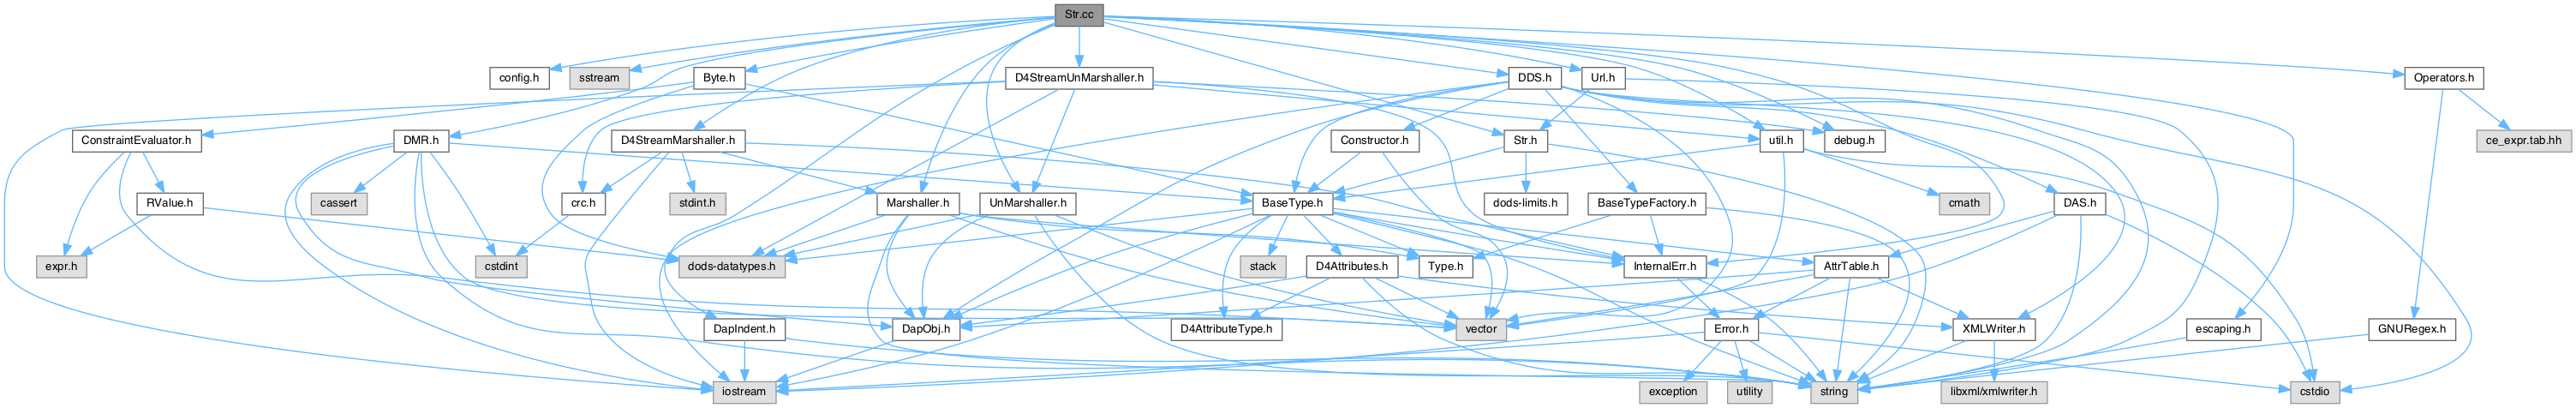 Str.cc
config.h
sstream
Byte.h
D4StreamUnMarshaller.h
DDS.h
Url.h
Operators.h
ConstraintEvaluator.h
DMR.h
D4StreamMarshaller.h
Constructor.h
Str.h
util.h
debug.h
ce_expr.tab.hh
RValue.h
cassert
crc.h
stdint.h
Marshaller.h
UnMarshaller.h
BaseType.h
dods-limits.h
BaseTypeFactory.h
cmath
DAS.h
expr.h
cstdint
dods-datatypes.h
stack
D4Attributes.h
Type.h
InternalErr.h
AttrTable.h
DapIndent.h
DapObj.h
D4AttributeType.h
vector
Error.h
XMLWriter.h
escaping.h
GNURegex.h
iostream
exception
utility
string
libxml/xmlwriter.h
cstdio